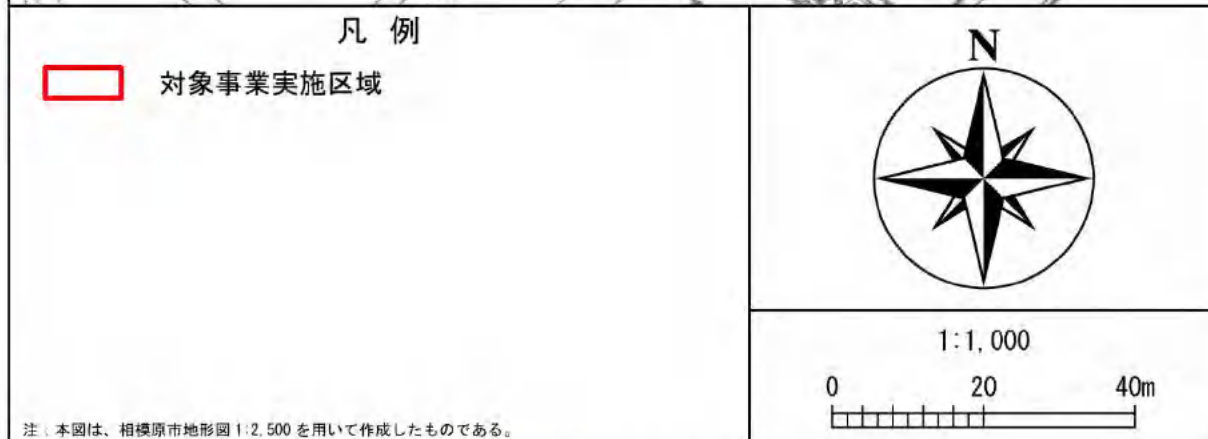 凡 例
対象事業実施区域
注：本図は、相模原市地形図 1:2,500 を用いて作成したものである。
N
1:1,000
0 20 40m